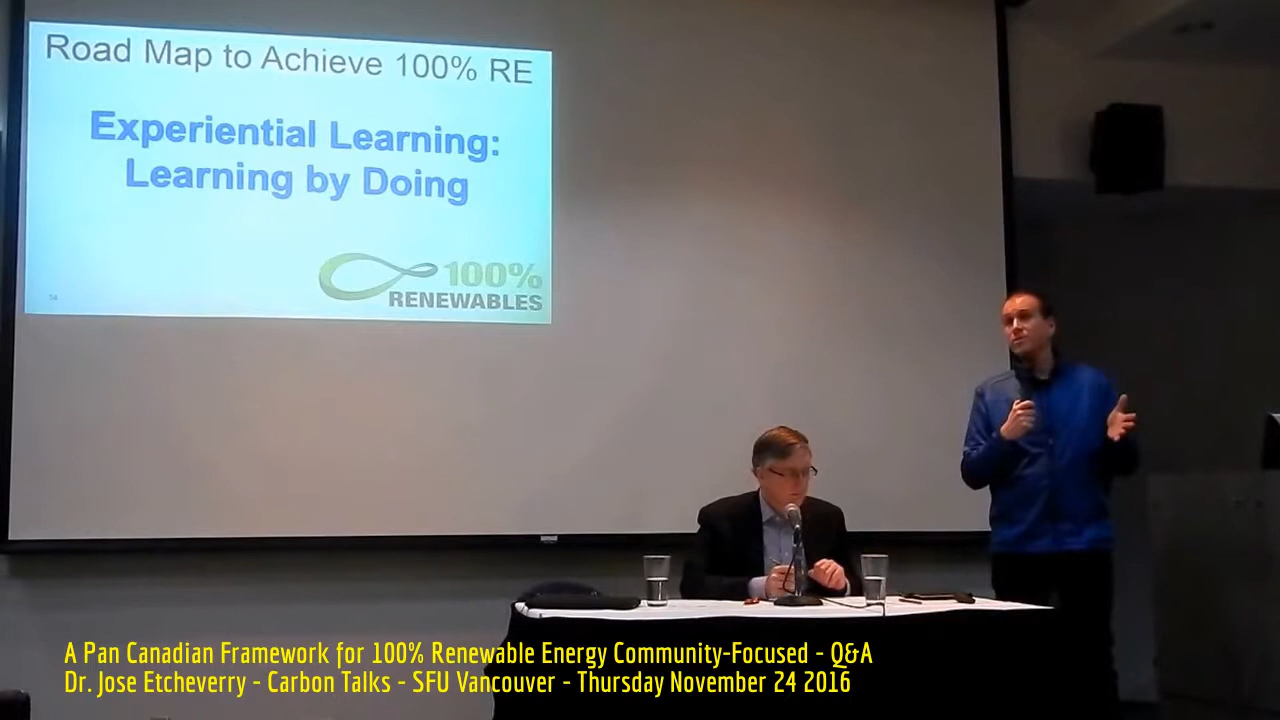 Road Map to Achieve 100% RE
Experiential Learning:
Learning by Doing
100%
RENEWABLES
14
A Pan Canadian Framework for 100% Renewable Energy Community-Focused - Q&A
Dr. Jose Etcheverry - Carbon Talks - SFU Vancouver - Thursday November 24 2016